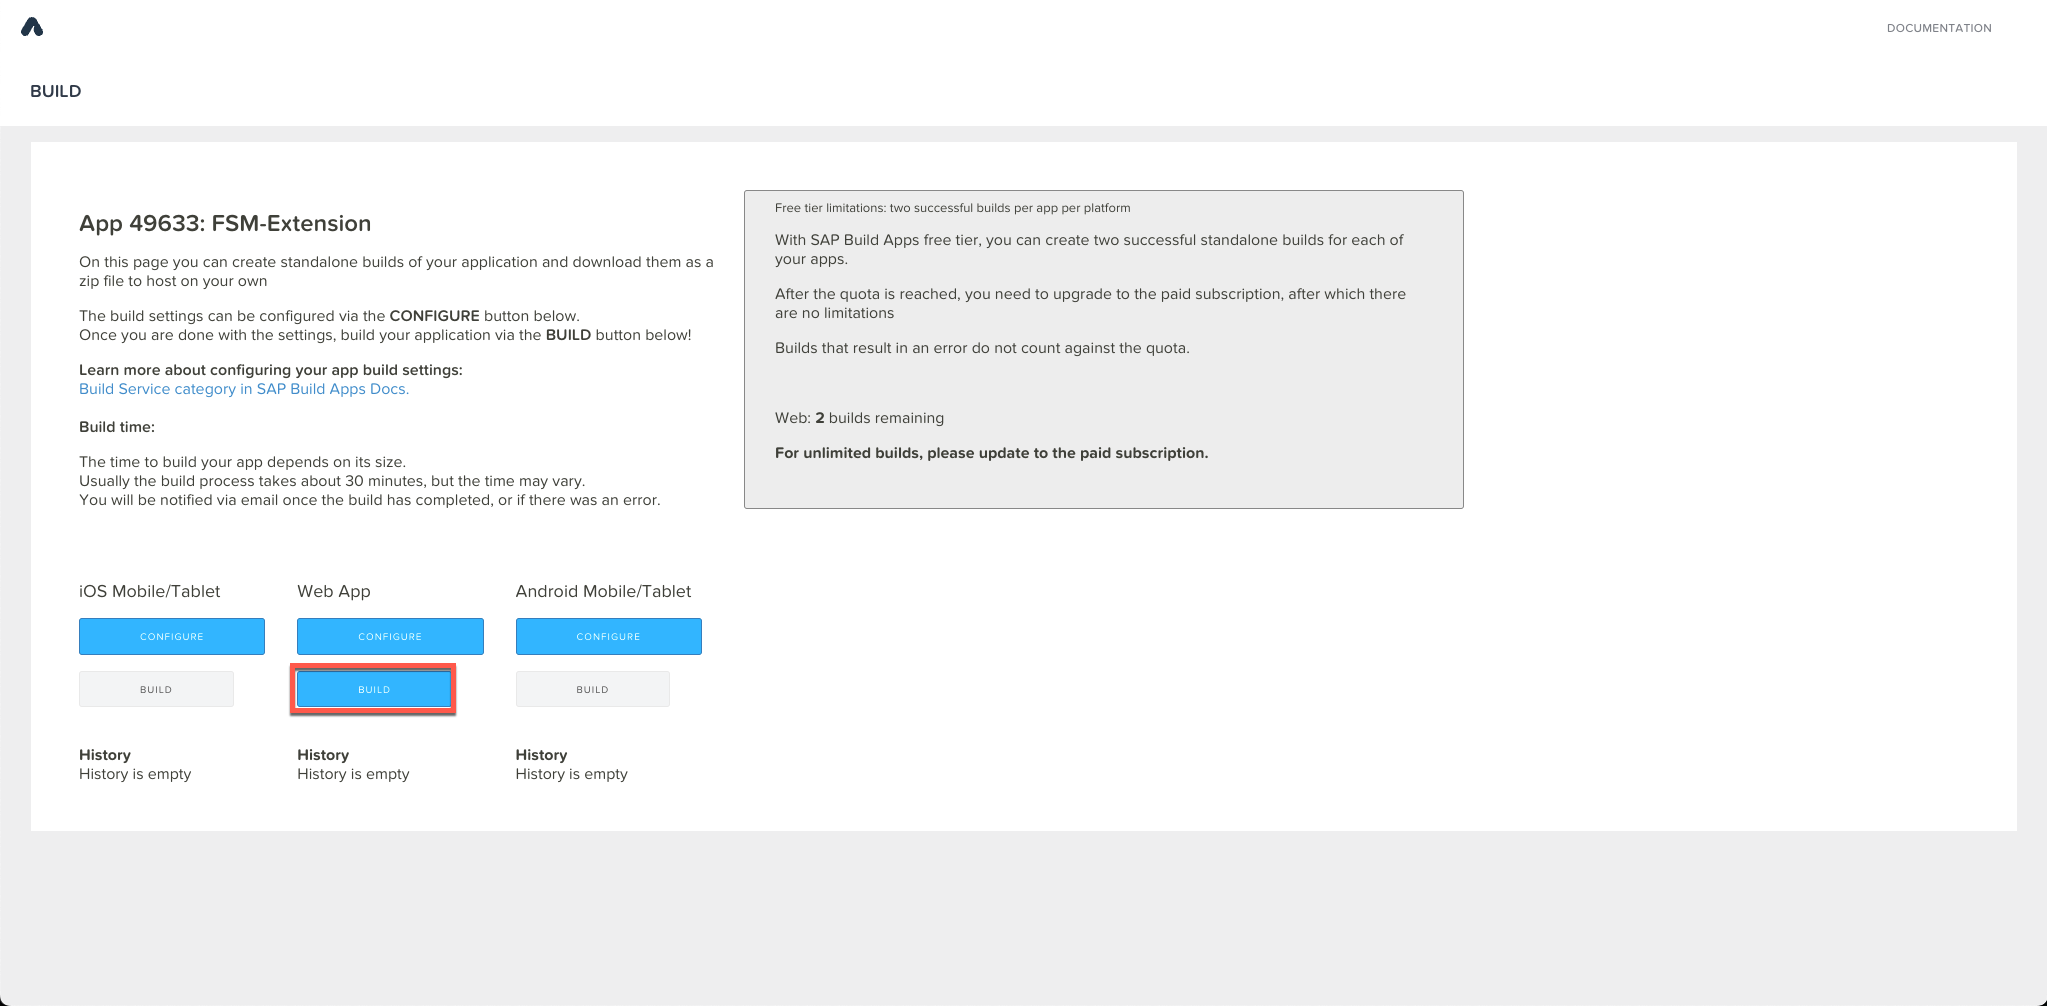 DOCUMENTATION
BUILD
App 49633: FSM-Extension
On this page you can create standalone builds of your application and download them as a
zip file to host on your own
The build settings can be configured via the CONFIGURE button below.
Once you are done with the settings, build your application via the BUILD button below!
Learn more about configuring your app build settings:
Build Service category in SAP Build Apps Docs.
Build time:
The time to build your app depends on its size.
Usually the build process takes about 30 minutes, but the time may vary.
You will be notified via email once the build has completed, or if there was an error.
Free tier limitations: two successful builds per app per platform
With SAP Build Apps free tier, you can create two successful standalone builds for each of
your apps.
After the quota is reached, you need to upgrade to the paid subscription, after which there
are no limitations
Builds that result in an error do not count against the quota.
Web: 2 builds remaining
For unlimited builds, please update to the paid subscription.
iOS Mobile/Tablet
CONFIGURE
BUILD
History
History is empty
Web App
CONFIGURE
BUILD
History
History is empty
Android Mobile/Tablet
CONFIGURE
BUILD
History
History is empty